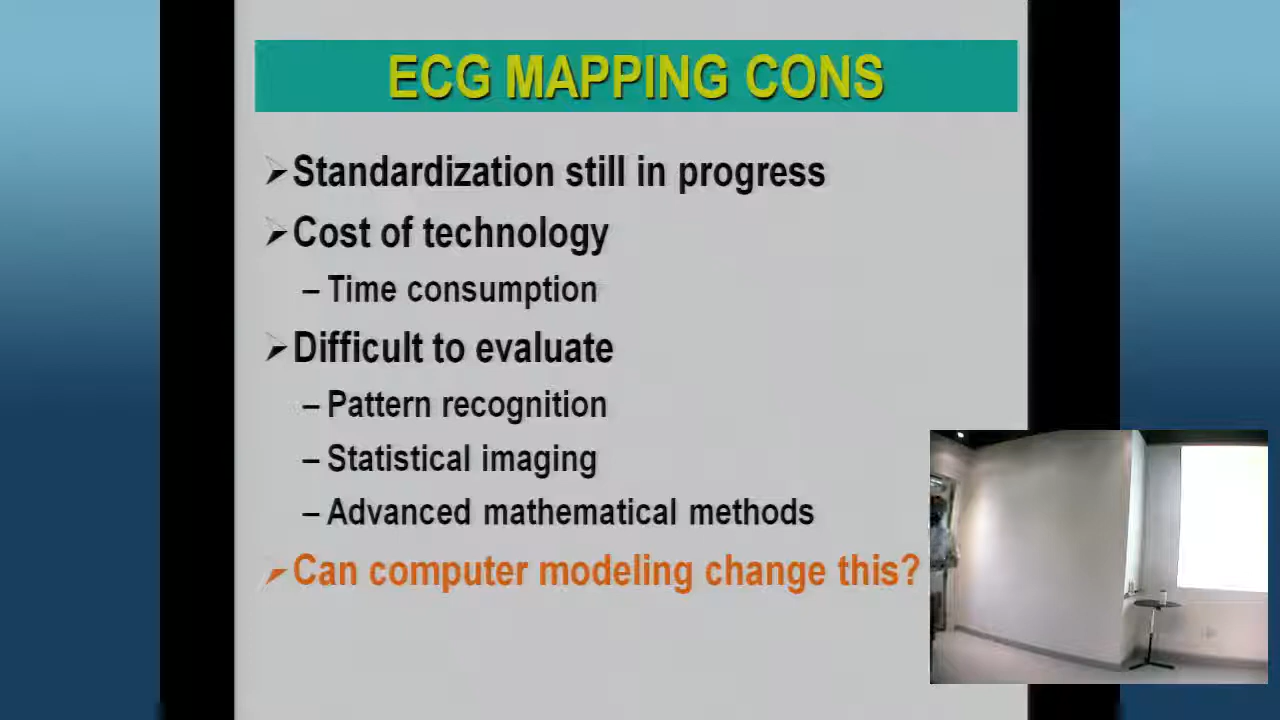 ECG MAPPING CONS
➢Standardization still in progress
➢Cost of technology
– Time consumption
➢Difficult to evaluate
– Pattern recognition
– Statistical imaging
– Advanced mathematical methods
➢Can computer modeling change this?